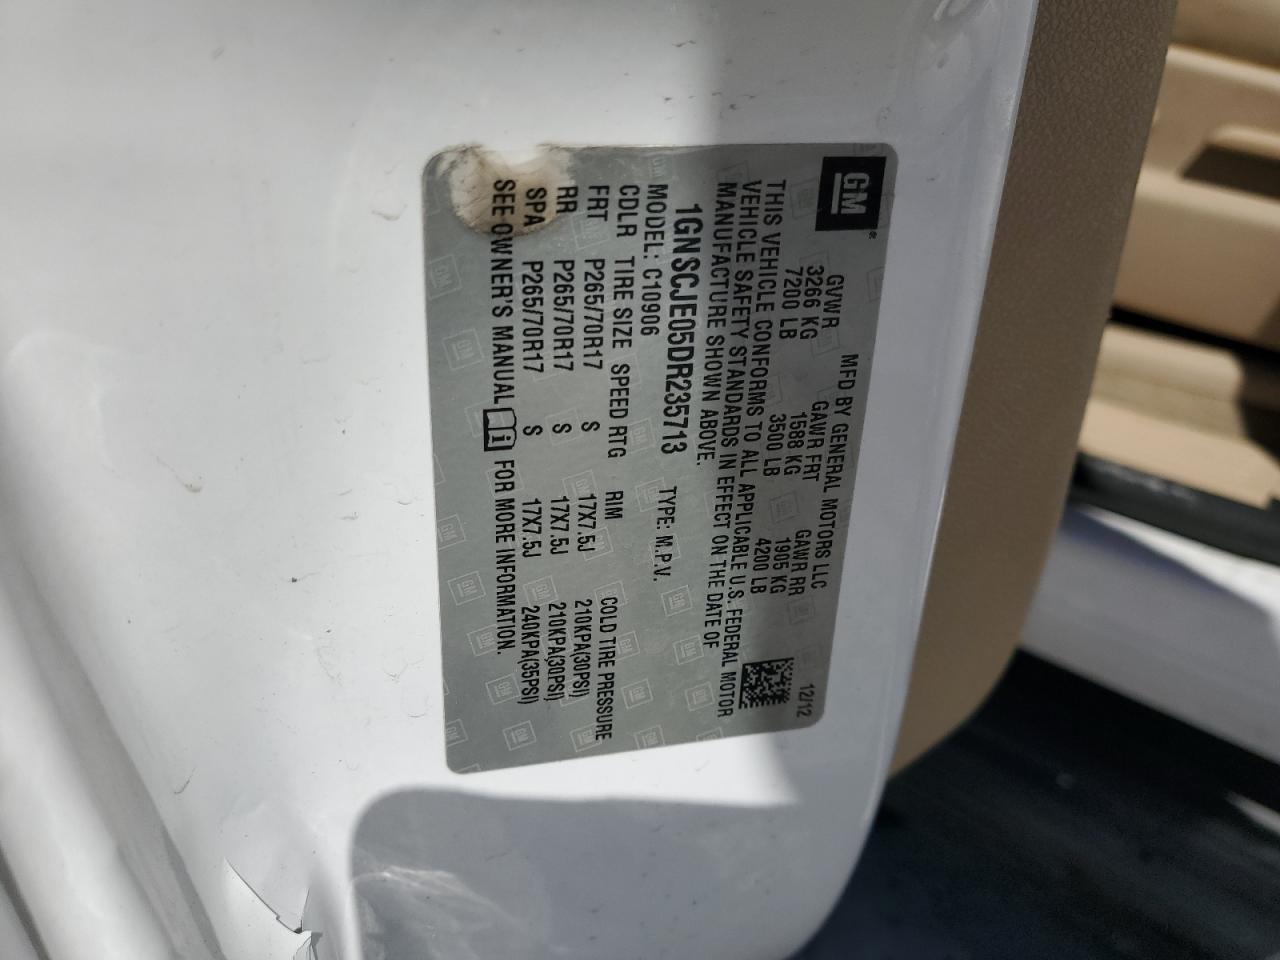 GM
MFD BY GENERAL MOTORS LLC 12/12
GVWR GAWR FRT GAWR RR
3266 KG 1588 KG 1905 KG
7200 LB 3500 LB 4200 LB
THIS VEHICLE CONFORMS TO ALL APPLICABLE U.S. FEDERAL MOTOR
VEHICLE SAFETY STANDARDS IN EFFECT ON THE DATE OF
MANUFACTURE SHOWN ABOVE.
1GNSCJE05DR235713
MODEL: C10906 TYPE: M.P.V.
CDLR TIRE SIZE SPEED RTG RIM COLD TIRE PRESSURE
FRT P265/70R17 S 17X7.5J 210KPA(30PSI)
RR P265/70R17 S 17X7.5J 210KPA(30PSI)
SPA P265/70R17 S 17X7.5J 240KPA(35PSI)
SEE OWNER'S MANUAL i FOR MORE INFORMATION.